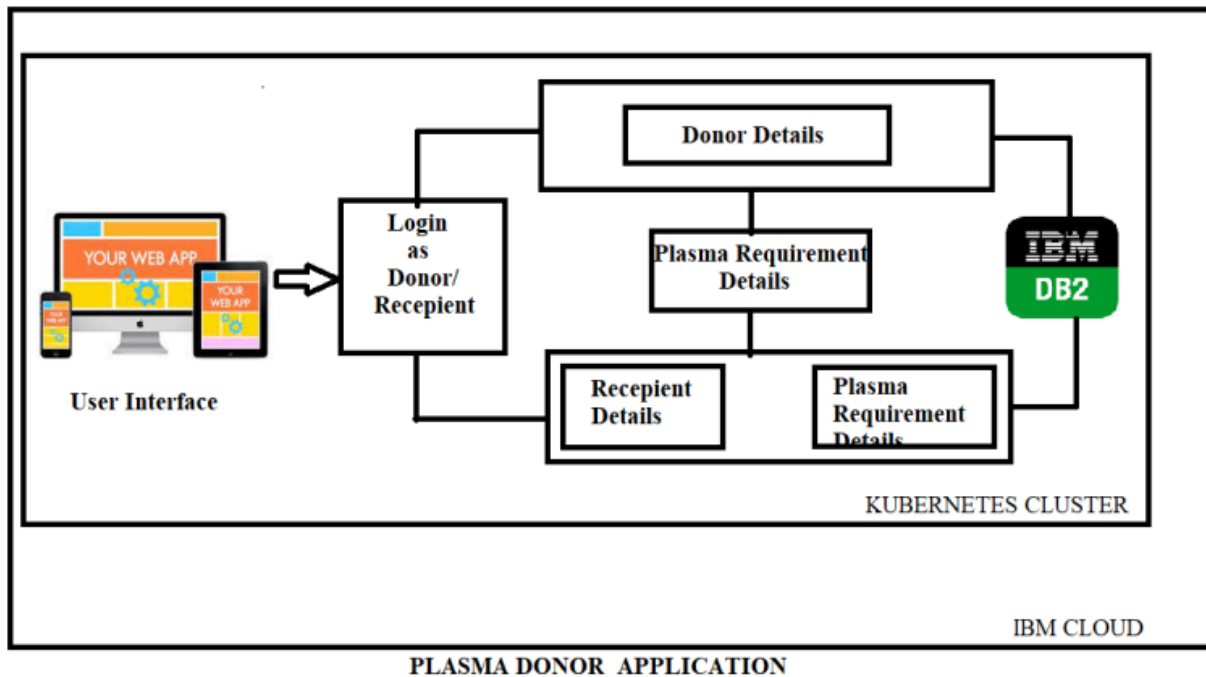 Donor Details
Login
as
Donor/
Recepient
Plasma Requirement
Details
YOUR WEB APP
YOUR
WEB APP
YOUR
WEB APP
IBM
DB2
User Interface
Recepient
Details
Plasma
Requirement
Details
KUBERNETES CLUSTER
IBM CLOUD
PLASMA DONOR APPLICATION